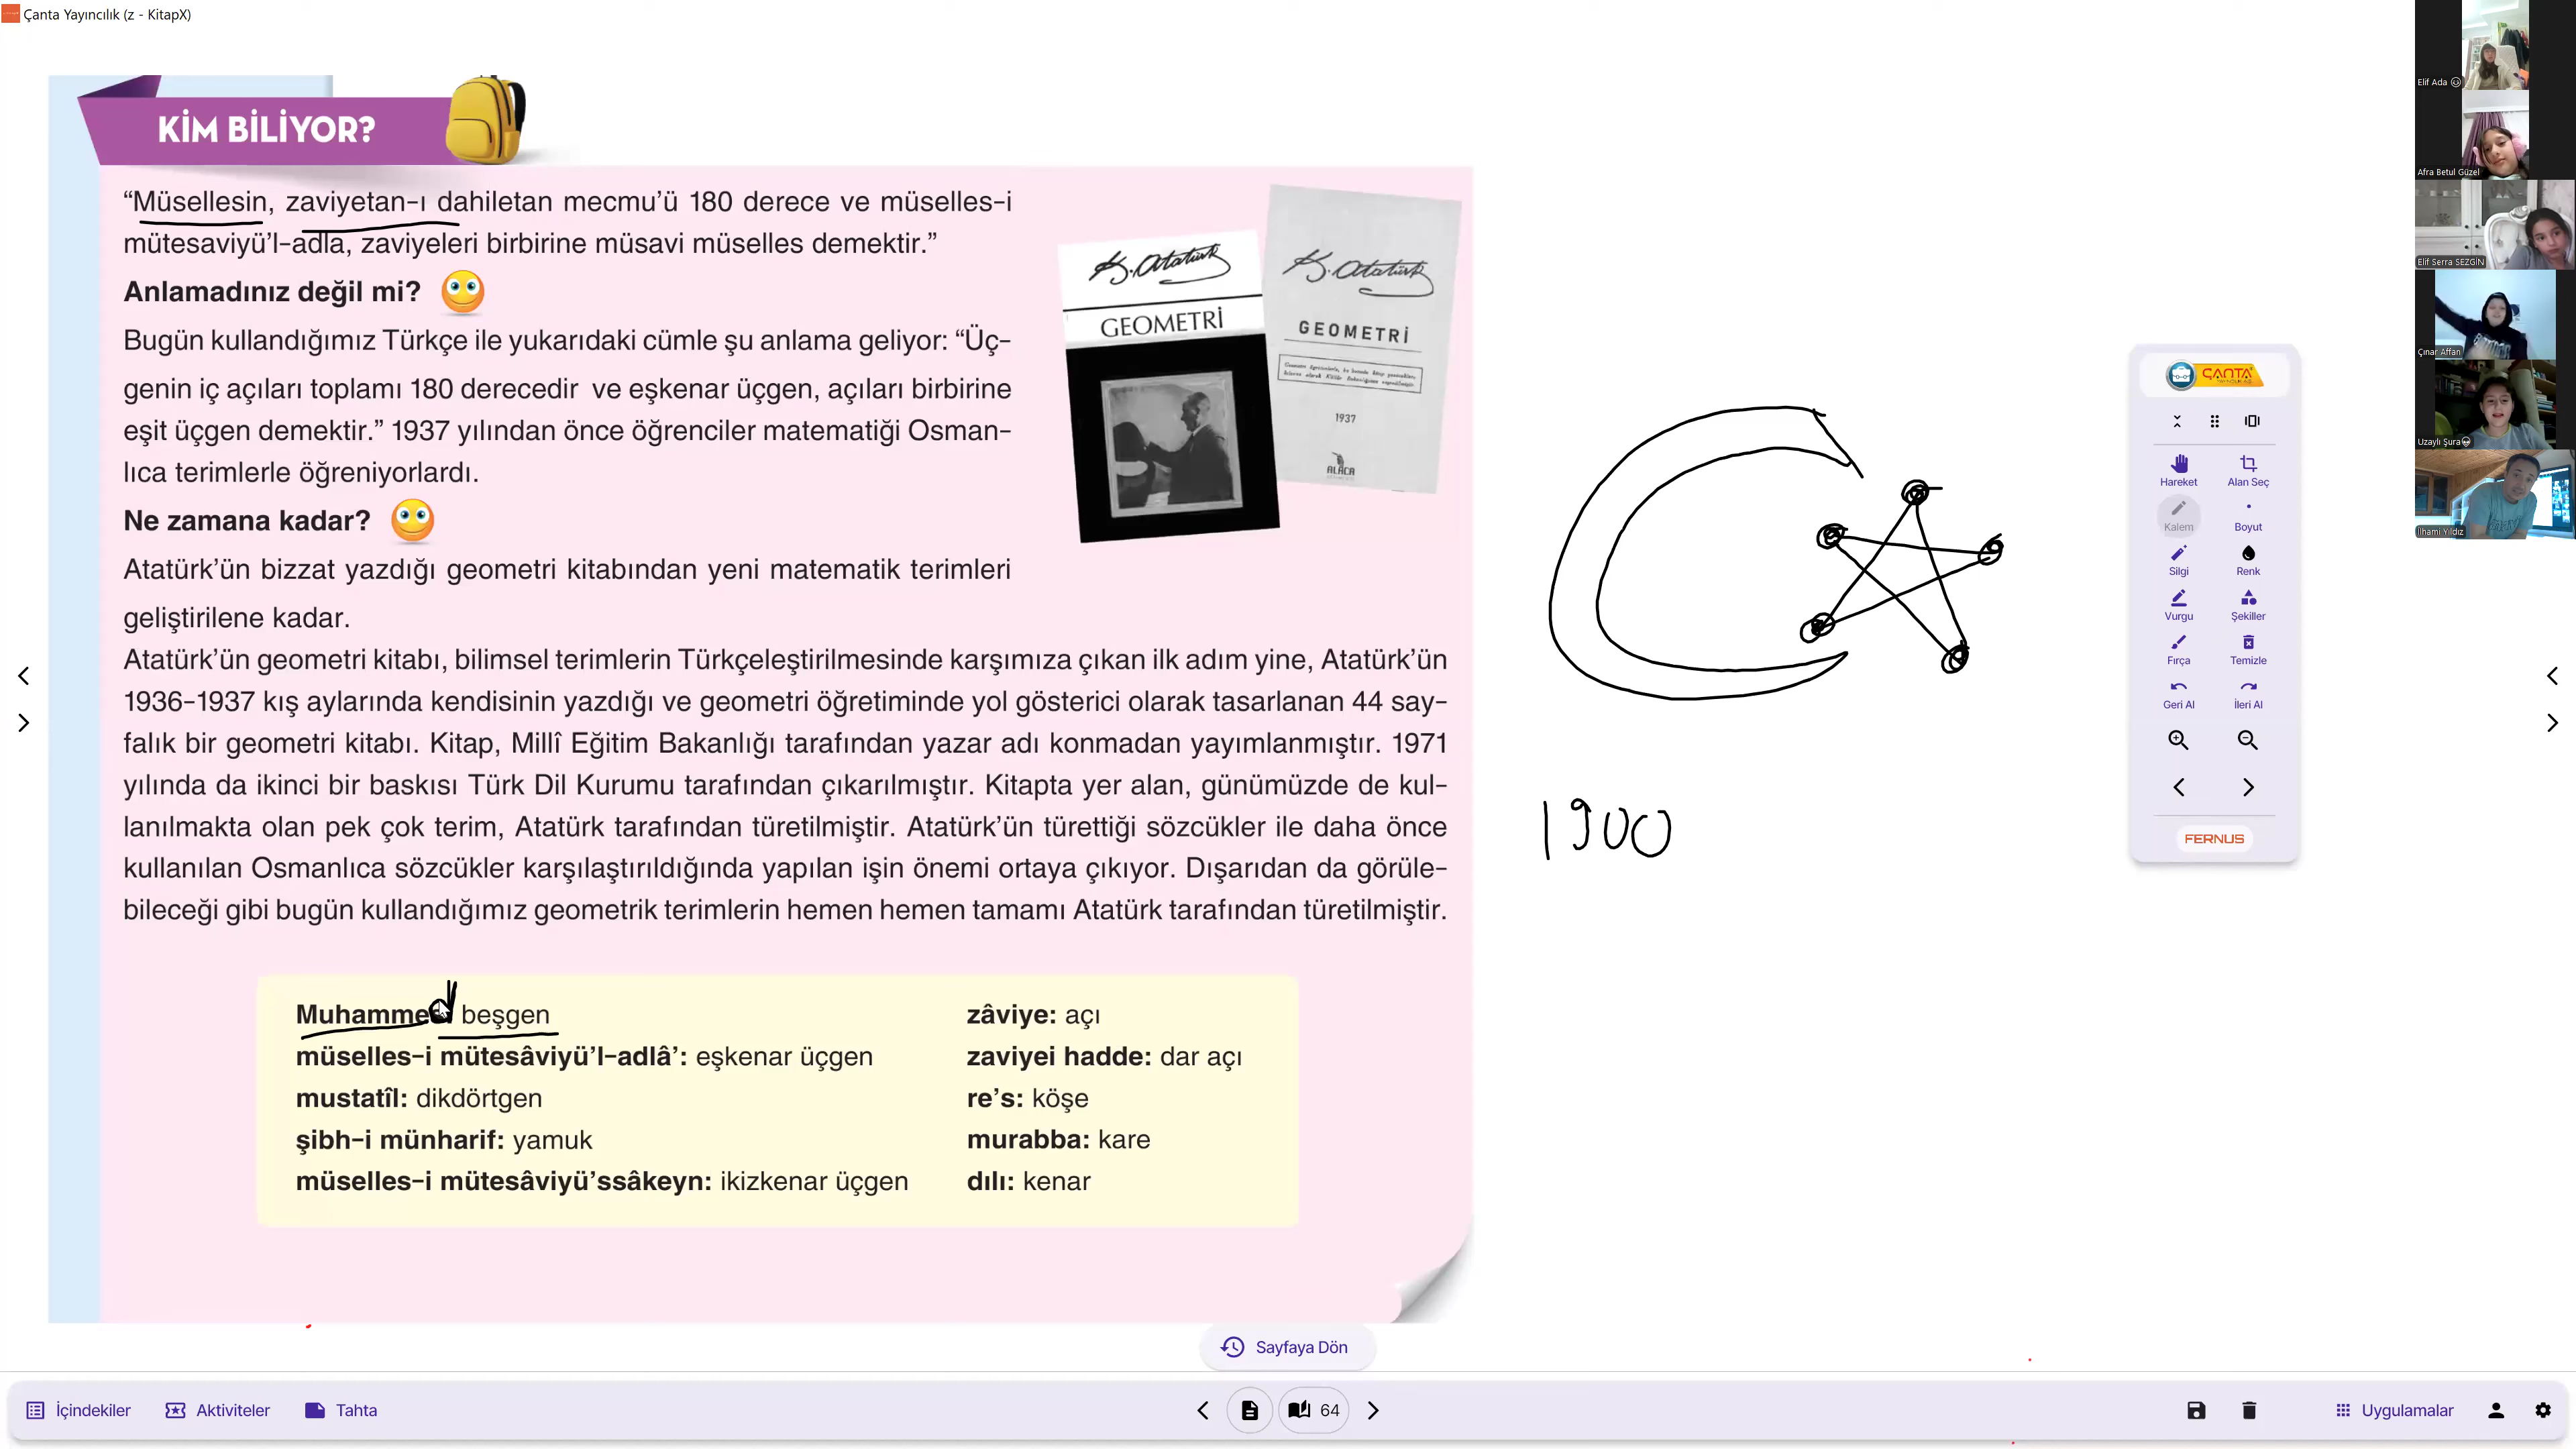 Çanta Yayıncılık (z - KitapX)
KİM BİLİYOR?
“Müsellesin, zaviyetan-ı dahiletan mecmu’ü 180 derece ve müselles-i
mütesaviyü’l-adla, zaviyeleri birbirine müsavi müselles demektir.”
Anlamadınız değil mi?
Bugün kullandığımız Türkçe ile yukarıdaki cümle şu anlama geliyor: “Üç-
genin iç açıları toplamı 180 derecedir ve eşkenar üçgen, açıları birbirine
eşit üçgen demektir.” 1937 yılından önce öğrenciler matematiği Osman-
lıca terimlerle öğreniyorlardı.
Ne zamana kadar?
Atatürk’ün bizzat yazdığı geometri kitabından yeni matematik terimleri
geliştirilene kadar.
K. Atatürk
GEOMETRİ
K. Atatürk
GEOMETRİ
1937
ALACA
Atatürk’ün geometri kitabı, bilimsel terimlerin Türkçeleştirilmesinde karşımıza çıkan ilk adım yine, Atatürk’ün
1936-1937 kış aylarında kendisinin yazdığı ve geometri öğretiminde yol gösterici olarak tasarlanan 44 say-
falık bir geometri kitabı. Kitap, Millî Eğitim Bakanlığı tarafından yazar adı konmadan yayımlanmıştır. 1971
yılında da ikinci bir baskısı Türk Dil Kurumu tarafından çıkarılmıştır. Kitapta yer alan, günümüzde de kul-
lanılmakta olan pek çok terim, Atatürk tarafından türetilmiştir. Atatürk’ün türettiği sözcükler ile daha önce
kullanılan Osmanlıca sözcükler karşılaştırıldığında yapılan işin önemi ortaya çıkıyor. Dışarıdan da görüle-
bileceği gibi bugün kullandığımız geometrik terimlerin hemen hemen tamamı Atatürk tarafından türetilmiştir.
Muhammed beşgen
müselles-i mütesâviyü’l-adlâ’: eşkenar üçgen
mustatîl: dikdörtgen
şibh-i münharif: yamuk
müselles-i mütesâviyü’ssâkeyn: ikizkenar üçgen
zâviye: açı
zaviyei hadde: dar açı
re’s: köşe
murabba: kare
dılı: kenar
1900
ÇANTA
Hareket
Alan Seç
Kalem
Boyut
Silgi
Renk
Vurgu
Şekiller
Fırça
Temizle
Geri Al
İleri Al
FERNUS
Elif Ada
Afra Betul Güzel
Elif Serra SEZGİN
Çınar Affan
Uzaylı Şura
İlhami Yıldız
Sayfaya Dön
İçindekiler
Aktiviteler
Tahta
64
Uygulamalar